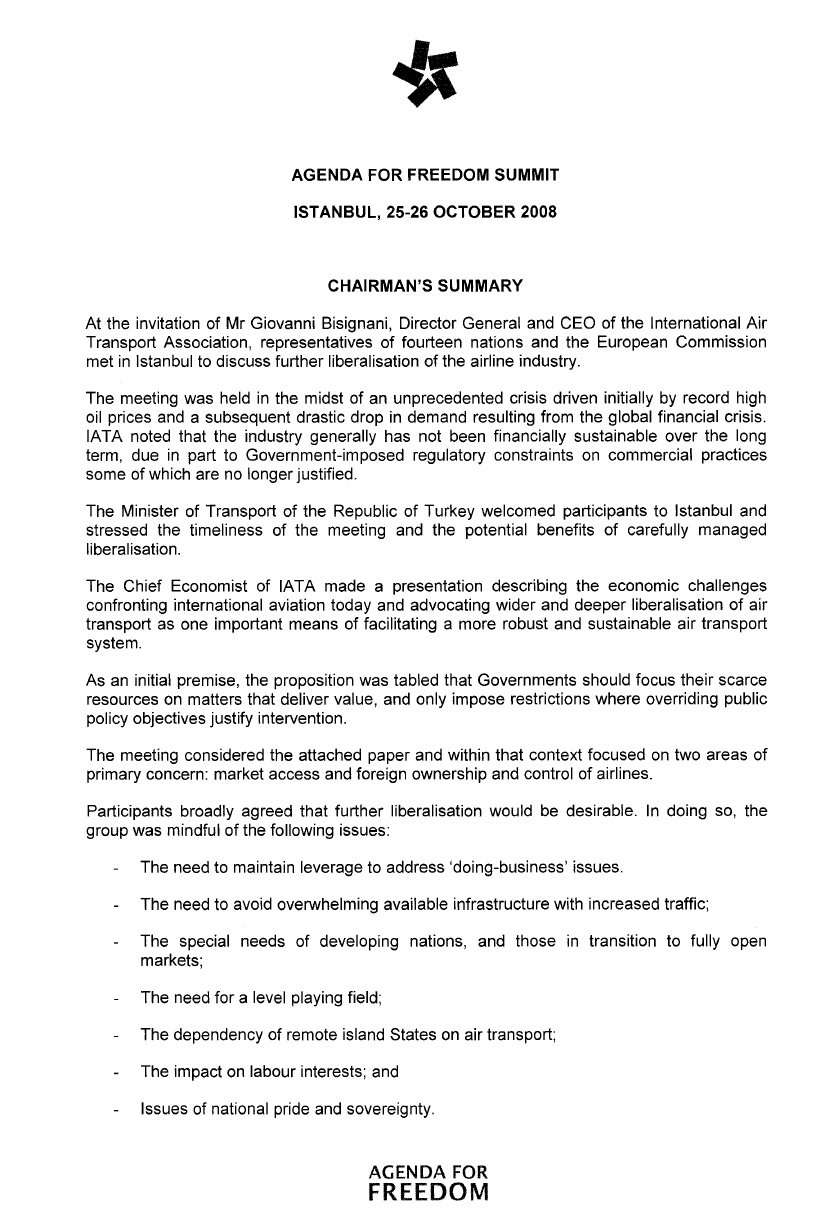 AGENDA FOR FREEDOM SUMMIT
ISTANBUL, 25-26 OCTOBER 2008
CHAIRMAN'S SUMMARY
At the invitation of Mr Giovanni Bisignani, Director General and CEO of the International Air
Transport Association, representatives of fourteen nations and the European Commission
met in Istanbul to discuss further liberalisation of the airline industry.
The meeting was held in the midst of an unprecedented crisis driven initially by record high
oil prices and a subsequent drastic drop in demand resulting from the global financial crisis.
IATA noted that the industry generally has not been financially sustainable over the long
term, due in part to Government-imposed regulatory constraints on commercial practices
some of which are no longer justified.
The Minister of Transport of the Republic of Turkey welcomed participants to Istanbul and
stressed the timeliness of the meeting and the potential benefits of carefully managed
liberalisation.
The Chief Economist of IATA made a presentation describing the economic challenges
confronting international aviation today and advocating wider and deeper liberalisation of air
transport as one important means of facilitating a more robust and sustainable air transport
system.
As an initial premise, the proposition was tabled that Governments should focus their scarce
resources on matters that deliver value, and only impose restrictions where overriding public
policy objectives justify intervention.
The meeting considered the attached paper and within that context focused on two areas of
primary concern: market access and foreign ownership and control of airlines.
Participants broadly agreed that further liberalisation would be desirable. In doing so, the
group was mindful of the following issues:
- The need to maintain leverage to address 'doing-business' issues.
- The need to avoid overwhelming available infrastructure with increased traffic;
- The special needs of developing nations, and those in transition to fully open
markets;
- The need for a level playing field;
- The dependency of remote island States on air transport;
- The impact on labour interests; and
- Issues of national pride and sovereignty.
AGENDA FOR
FREEDOM